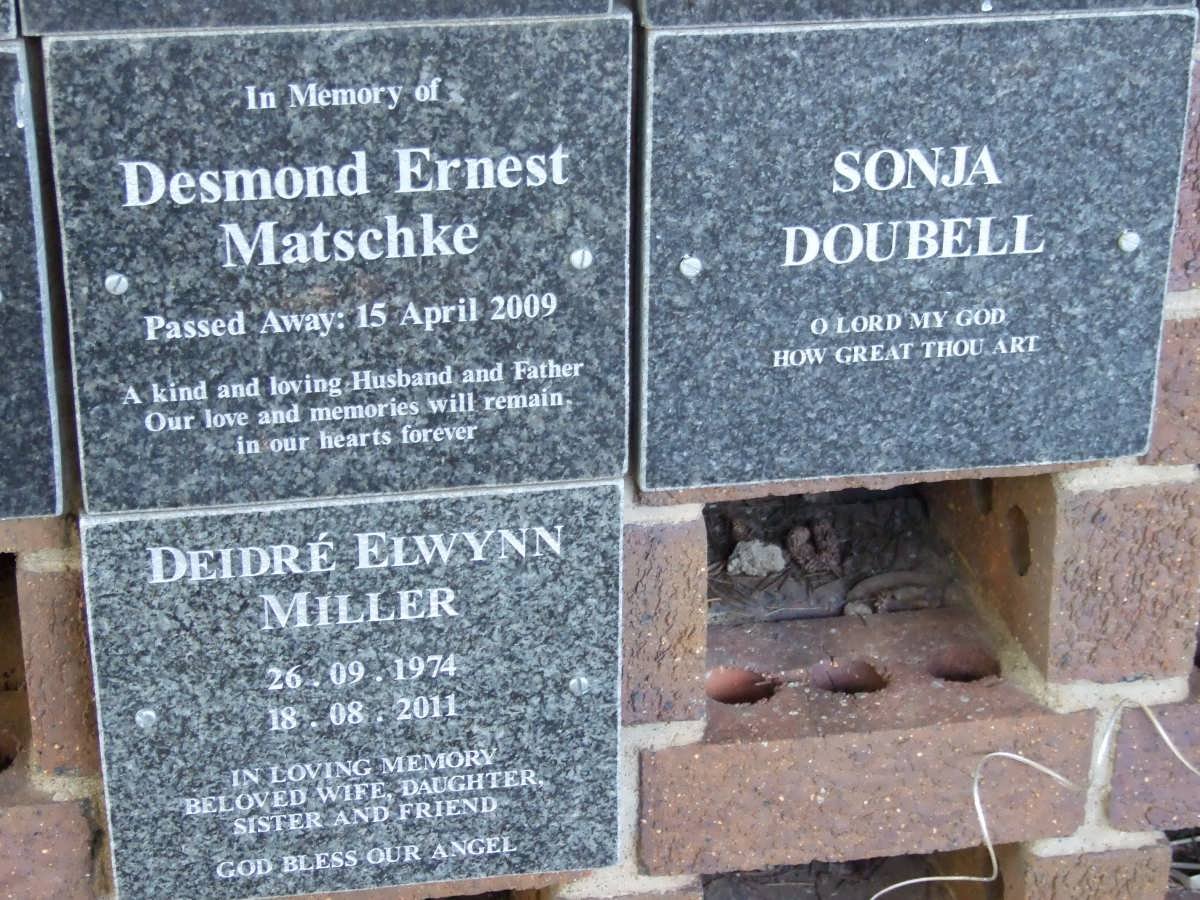 In Memory of
Desmond Ernest
Matschke
Passed Away: 15 April 2009
A kind and loving Husband and Father
Our love and memories will remain
in our hearts forever
SONJA
DOUBELL
O LORD MY GOD
HOW GREAT THOU ART
DEIDRÉ ELWYNN
MILLER
26 . 09 . 1974
18 . 08 . 2011
IN LOVING MEMORY
BELOVED WIFE, DAUGHTER,
SISTER AND FRIEND
GOD BLESS OUR ANGEL